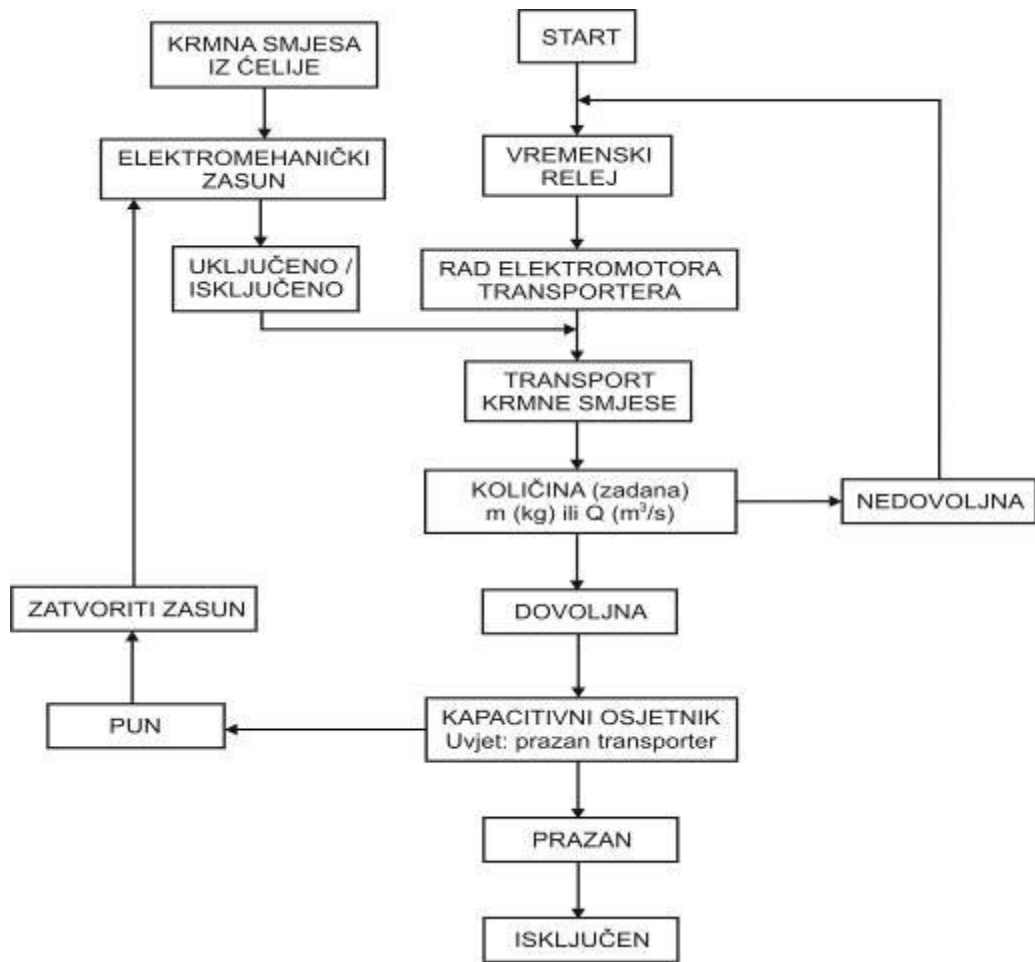 KRMNA SMJESA
IZ ĆELIJE
START
ELEKTROMEHANIČKI
ZASUN
VREMENSKI
RELEJ
UKLJUČENO /
ISKLJUČENO
RAD ELEKTROMOTORA
TRANSPORTERA
TRANSPORT
KRMNE SMJESE
KOLIČINA (zadana)
m (kg) ili Q (m³/s)
NEDOVOLJNA
ZATVORITI ZASUN
DOVOLJNA
PUN
KAPACITIVNI OSJETNIK
Uvjet: prazan transporter
PRAZAN
ISKLJUČEN